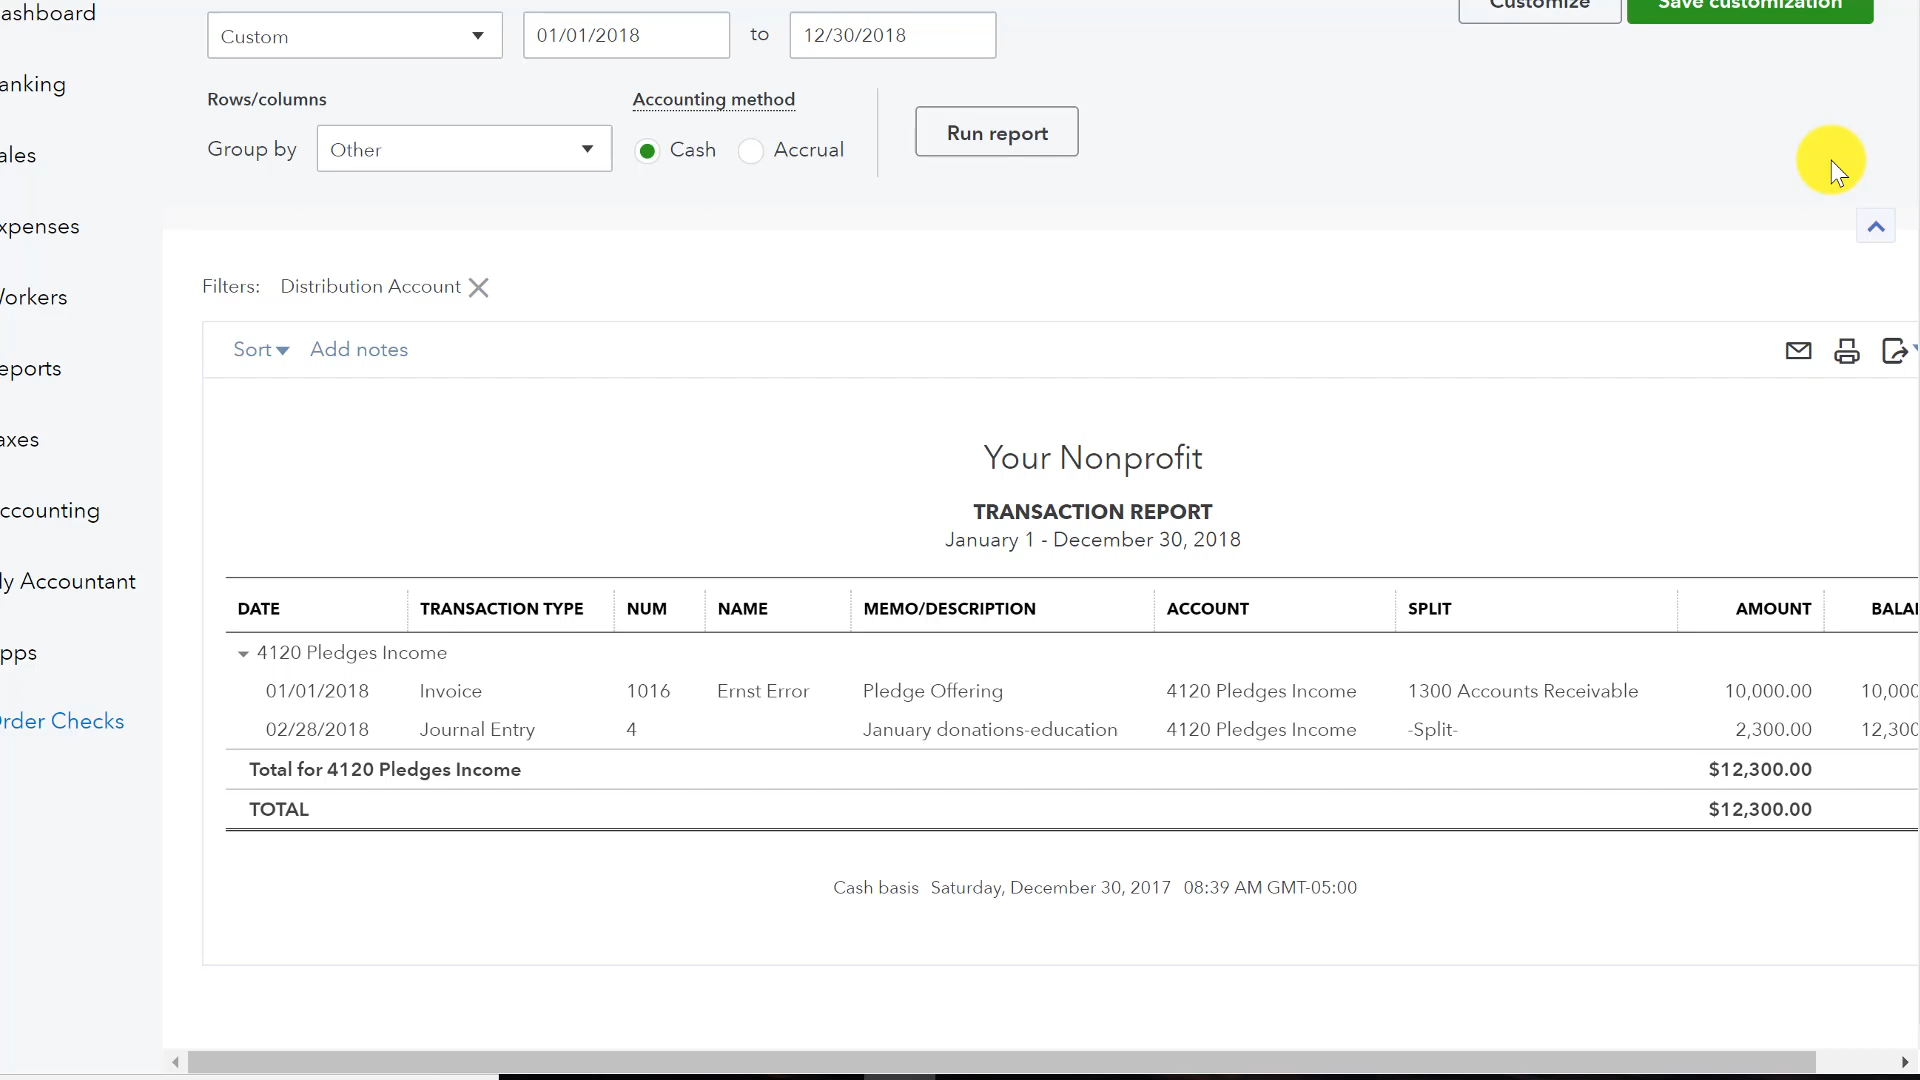 ashboard
Custom 01/01/2018 to 12/30/2018
Customize Save customization
anking
Rows/columns Accounting method
Group by Other Cash Accrual Run report
ales
xpenses
Filters: Distribution Account
orkers
Sort Add notes
eports
Your Nonprofit
axes
TRANSACTION REPORT
ccounting
January 1 - December 30, 2018
y Accountant
DATE TRANSACTION TYPE NUM NAME MEMO/DESCRIPTION ACCOUNT SPLIT AMOUNT BALA
pps
4120 Pledges Income
01/01/2018 Invoice 1016 Ernst Error Pledge Offering 4120 Pledges Income 1300 Accounts Receivable 10,000.00 10,000
rder Checks
02/28/2018 Journal Entry 4 January donations-education 4120 Pledges Income -Split- 2,300.00 12,300
Total for 4120 Pledges Income $12,300.00
TOTAL $12,300.00
Cash basis Saturday, December 30, 2017 08:39 AM GMT-05:00